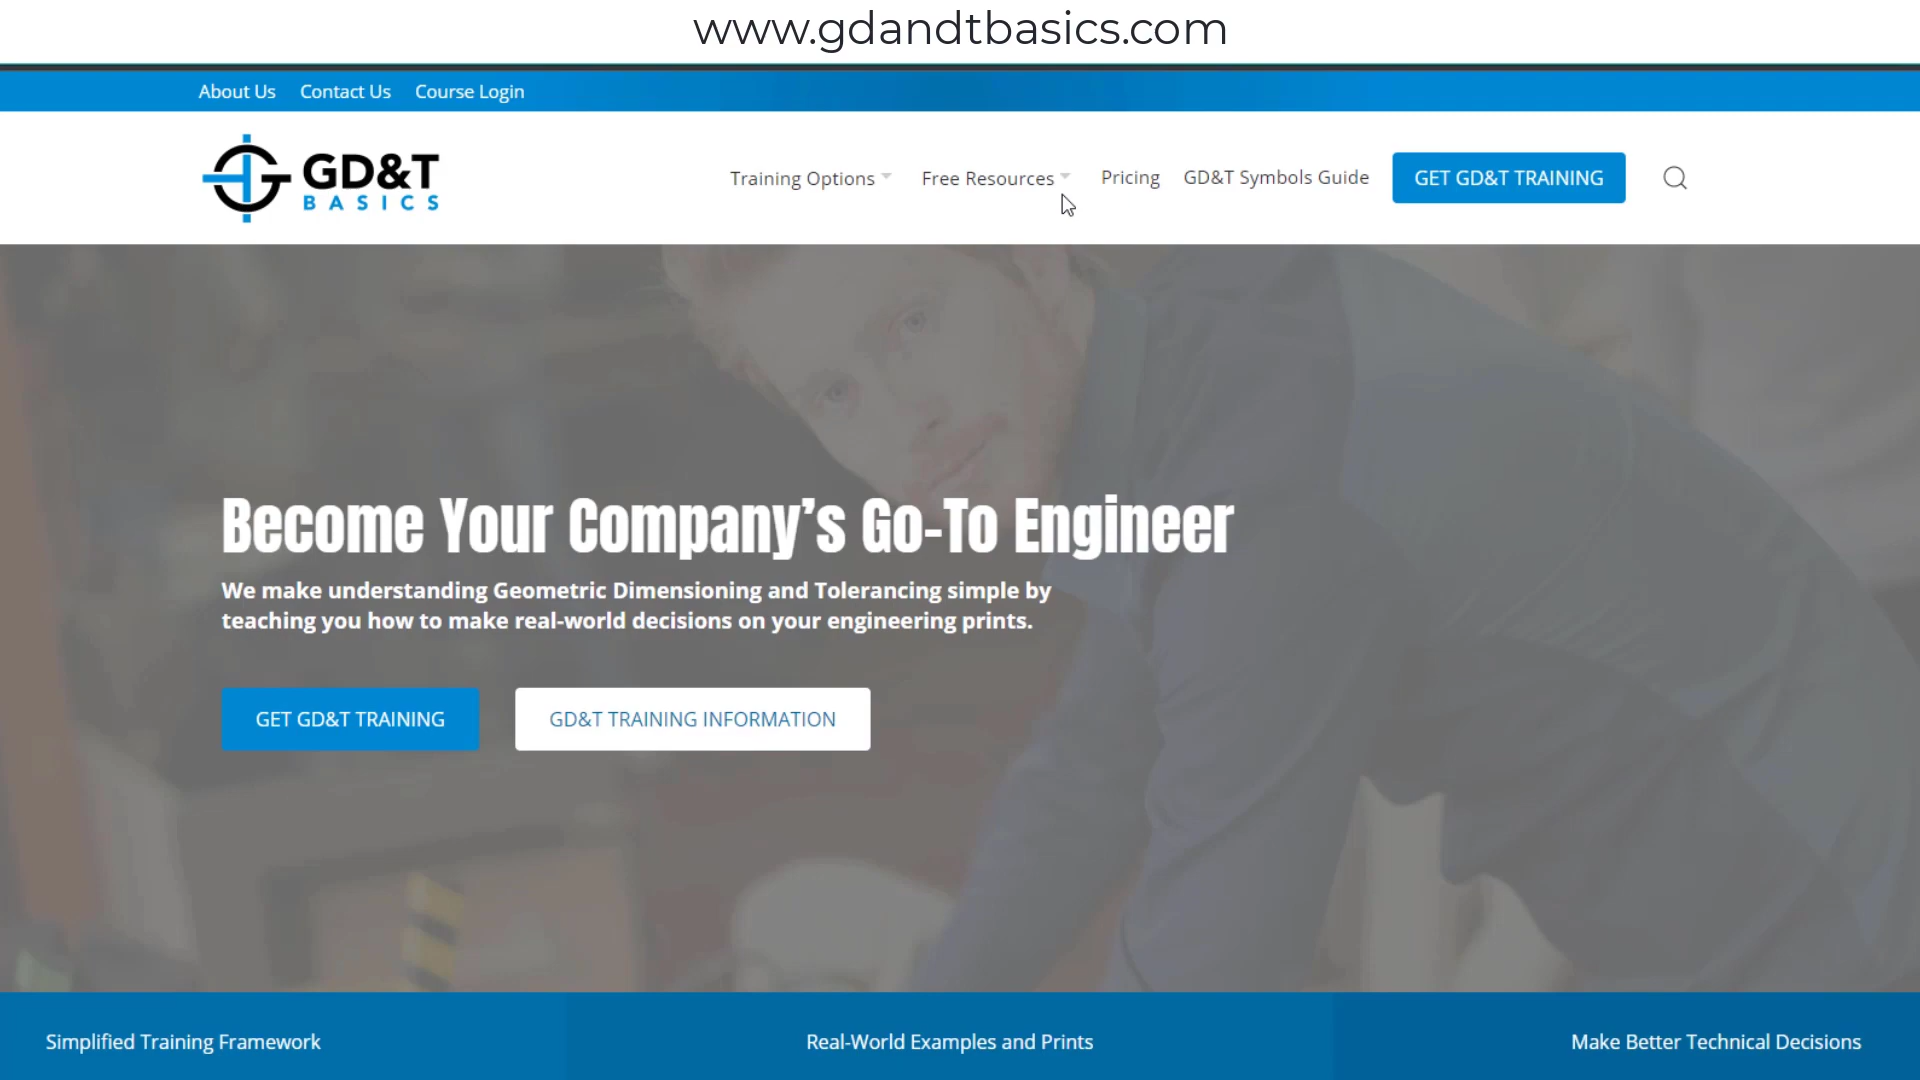 www.gdandtbasics.com
About Us Contact Us Course Login
GD&T
BASICS
Training Options Free Resources Pricing GD&T Symbols Guide GET GD&T TRAINING
Become Your Company’s Go-To Engineer
We make understanding Geometric Dimensioning and Tolerancing simple by
teaching you how to make real-world decisions on your engineering prints.
GET GD&T TRAINING GD&T TRAINING INFORMATION
Simplified Training Framework Real-World Examples and Prints Make Better Technical Decisions